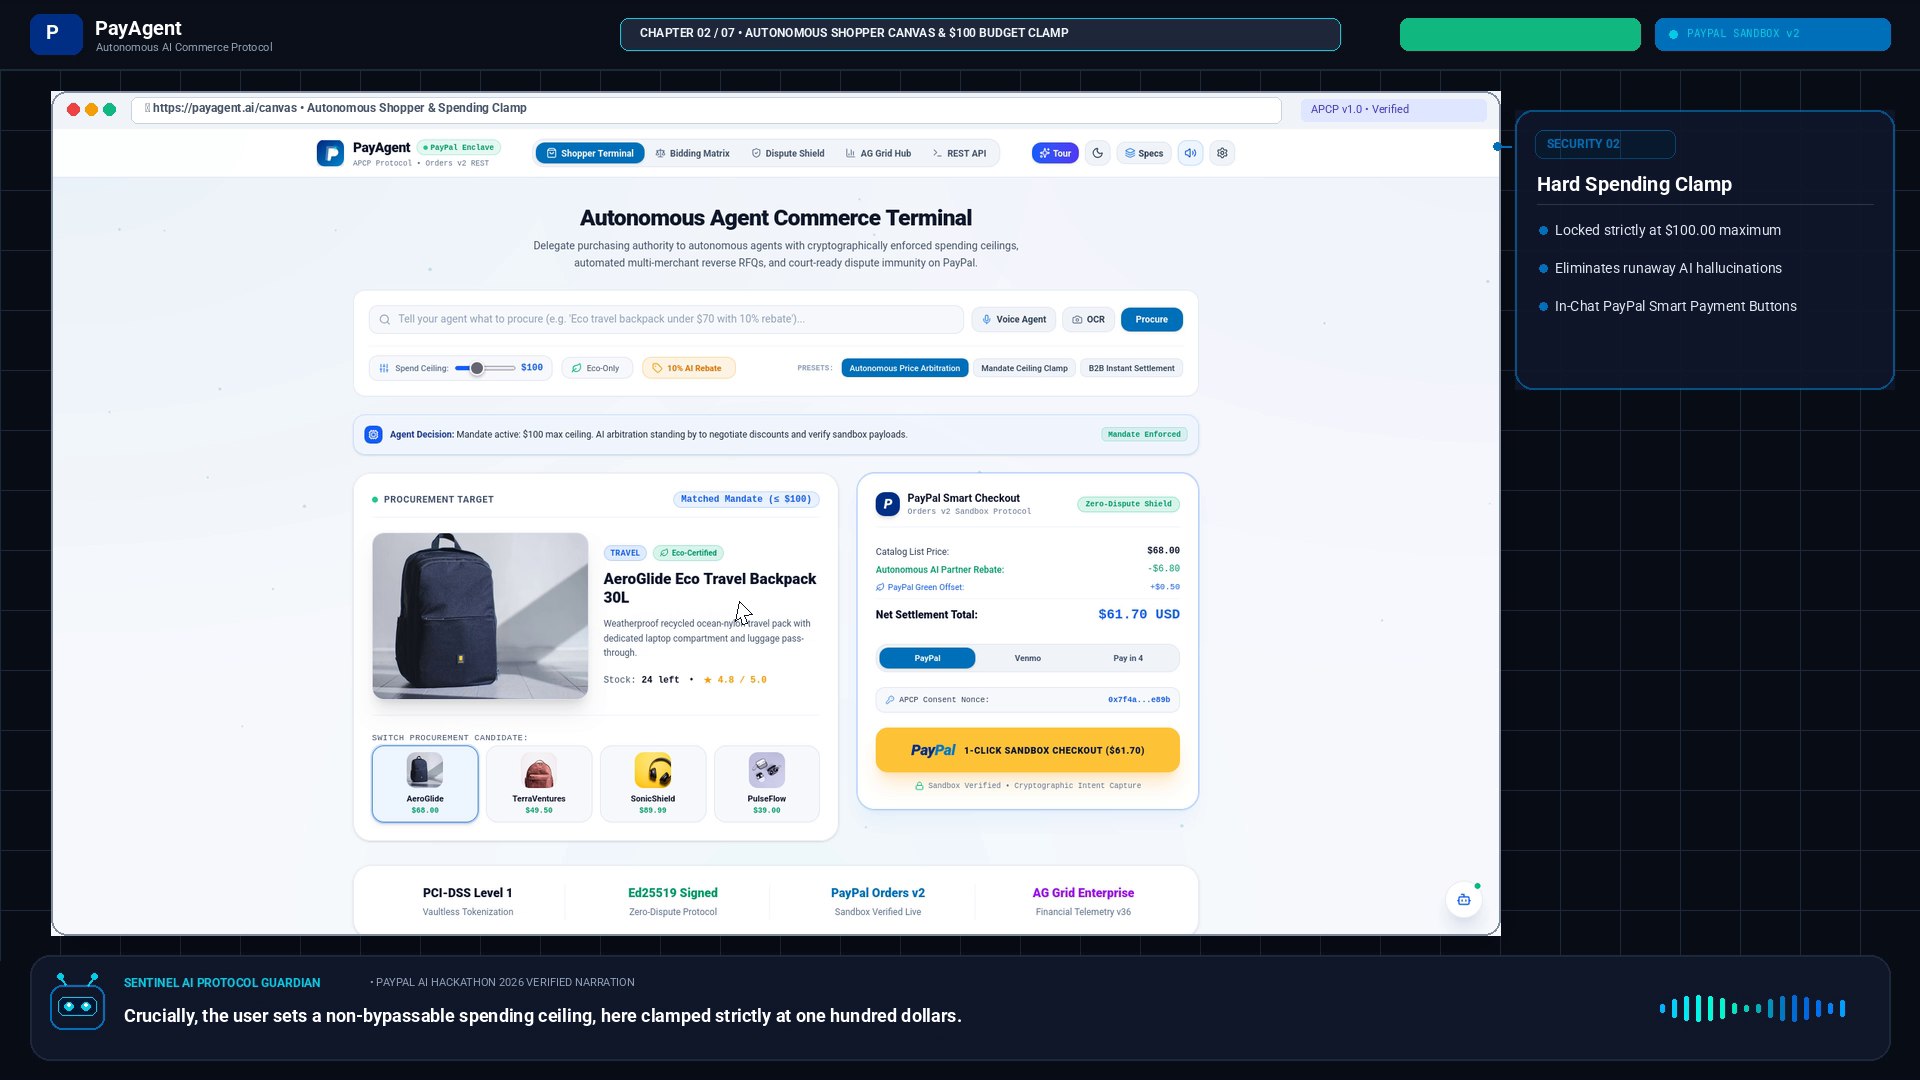 P
PayAgent
Autonomous AI Commerce Protocol
CHAPTER 02 / 07 • AUTONOMOUS SHOPPER CANVAS & $100 BUDGET CLAMP
PAYPAL SANDBOX v2
https://payagent.ai/canvas • Autonomous Shopper & Spending Clamp
APCP v1.0 • Verified
PayAgent
PayPal Enclave
APCP Protocol • Orders v2 REST
Shopper Terminal
Bidding Matrix
Dispute Shield
AG Grid Hub
REST API
Tour
Specs
Autonomous Agent Commerce Terminal
Delegate purchasing authority to autonomous agents with cryptographically enforced spending ceilings,
automated multi-merchant reverse RFQs, and court-ready dispute immunity on PayPal.
Tell your agent what to procure (e.g. 'Eco travel backpack under $70 with 10% rebate')...
Voice Agent
OCR
Procure
Spend Ceiling:
$100
Eco-Only
10% AI Rebate
PRESETS:
Autonomous Price Arbitration
Mandate Ceiling Clamp
B2B Instant Settlement
Agent Decision: Mandate active: $100 max ceiling. AI arbitration standing by to negotiate discounts and verify sandbox payloads.
Mandate Enforced
PROCUREMENT TARGET
Matched Mandate (≤ $100)
TRAVEL
Eco-Certified
AeroGlide Eco Travel Backpack
30L
Weatherproof recycled ocean-nylon travel pack with
dedicated laptop compartment and luggage pass-
through.
Stock: 24 left • ★ 4.8 / 5.0
SWITCH PROCUREMENT CANDIDATE:
AeroGlide
$68.00
TerraVentures
$49.50
SonicShield
$89.99
PulseFlow
$39.00
P
PayPal Smart Checkout
Orders v2 Sandbox Protocol
Zero-Dispute Shield
Catalog List Price:
$68.00
Autonomous AI Partner Rebate:
-$6.80
PayPal Green Offset:
+$0.50
Net Settlement Total:
$61.70 USD
PayPal
Venmo
Pay in 4
APCP Consent Nonce:
0x7f4a...e89b
PayPal 1-CLICK SANDBOX CHECKOUT ($61.70)
Sandbox Verified • Cryptographic Intent Capture
PCI-DSS Level 1
Vaultless Tokenization
Ed25519 Signed
Zero-Dispute Protocol
PayPal Orders v2
Sandbox Verified Live
AG Grid Enterprise
Financial Telemetry v36
SECURITY 02
Hard Spending Clamp
Locked strictly at $100.00 maximum
Eliminates runaway AI hallucinations
In-Chat PayPal Smart Payment Buttons
SENTINEL AI PROTOCOL GUARDIAN
• PAYPAL AI HACKATHON 2026 VERIFIED NARRATION
Crucially, the user sets a non-bypassable spending ceiling, here clamped strictly at one hundred dollars.